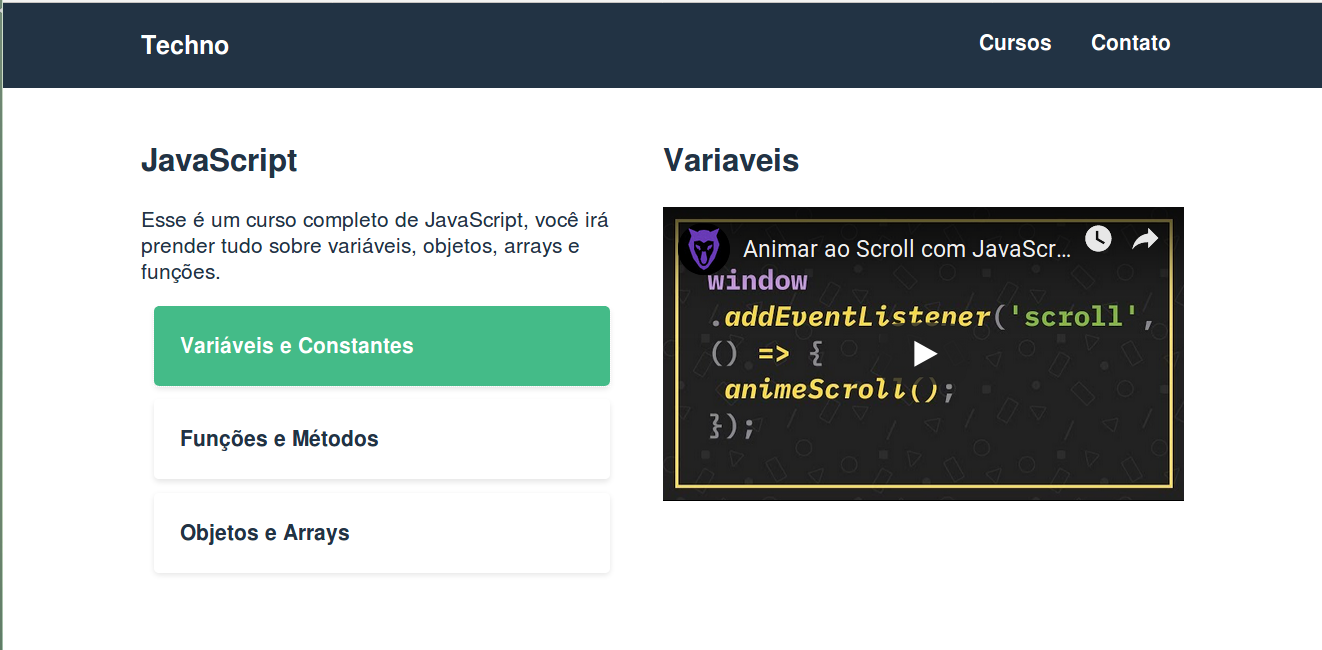 Techno
Cursos
Contato
JavaScript
Esse é um curso completo de JavaScript, você irá
prender tudo sobre variáveis, objetos, arrays e
funções.
Variáveis e Constantes
Funções e Métodos
Objetos e Arrays
Variaveis
Animar ao Scroll com JavaScr...
window
.addEventListener('scroll',
() => {
animeScroll();
});